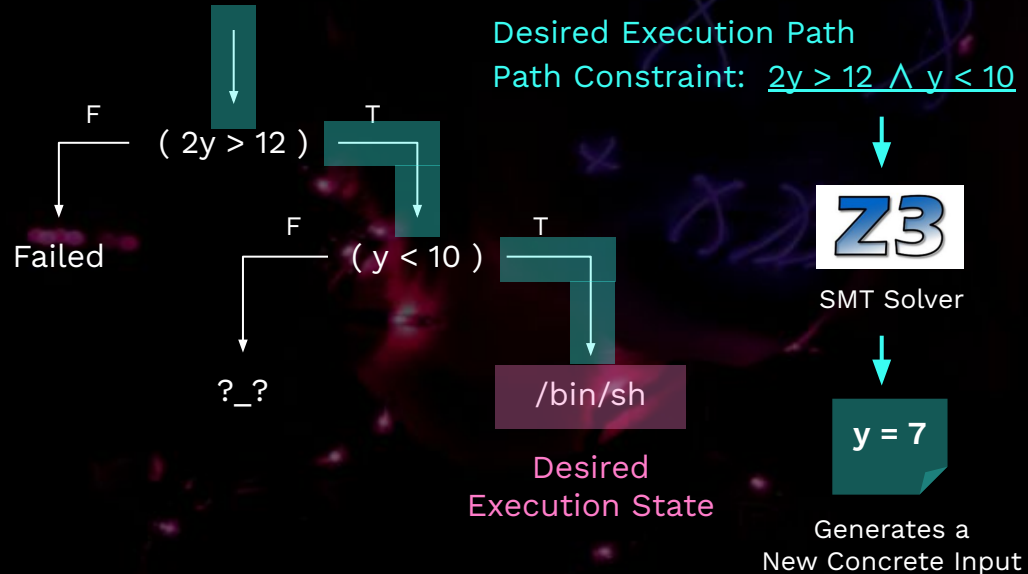 Desired Execution Path
Path Constraint: 2y > 12 ∧ y < 10
F
( 2y > 12 )
T
Failed
F
( y < 10 )
T
?_?
/bin/sh
Desired
Execution State
Z3
SMT Solver
y = 7
Generates a
New Concrete Input